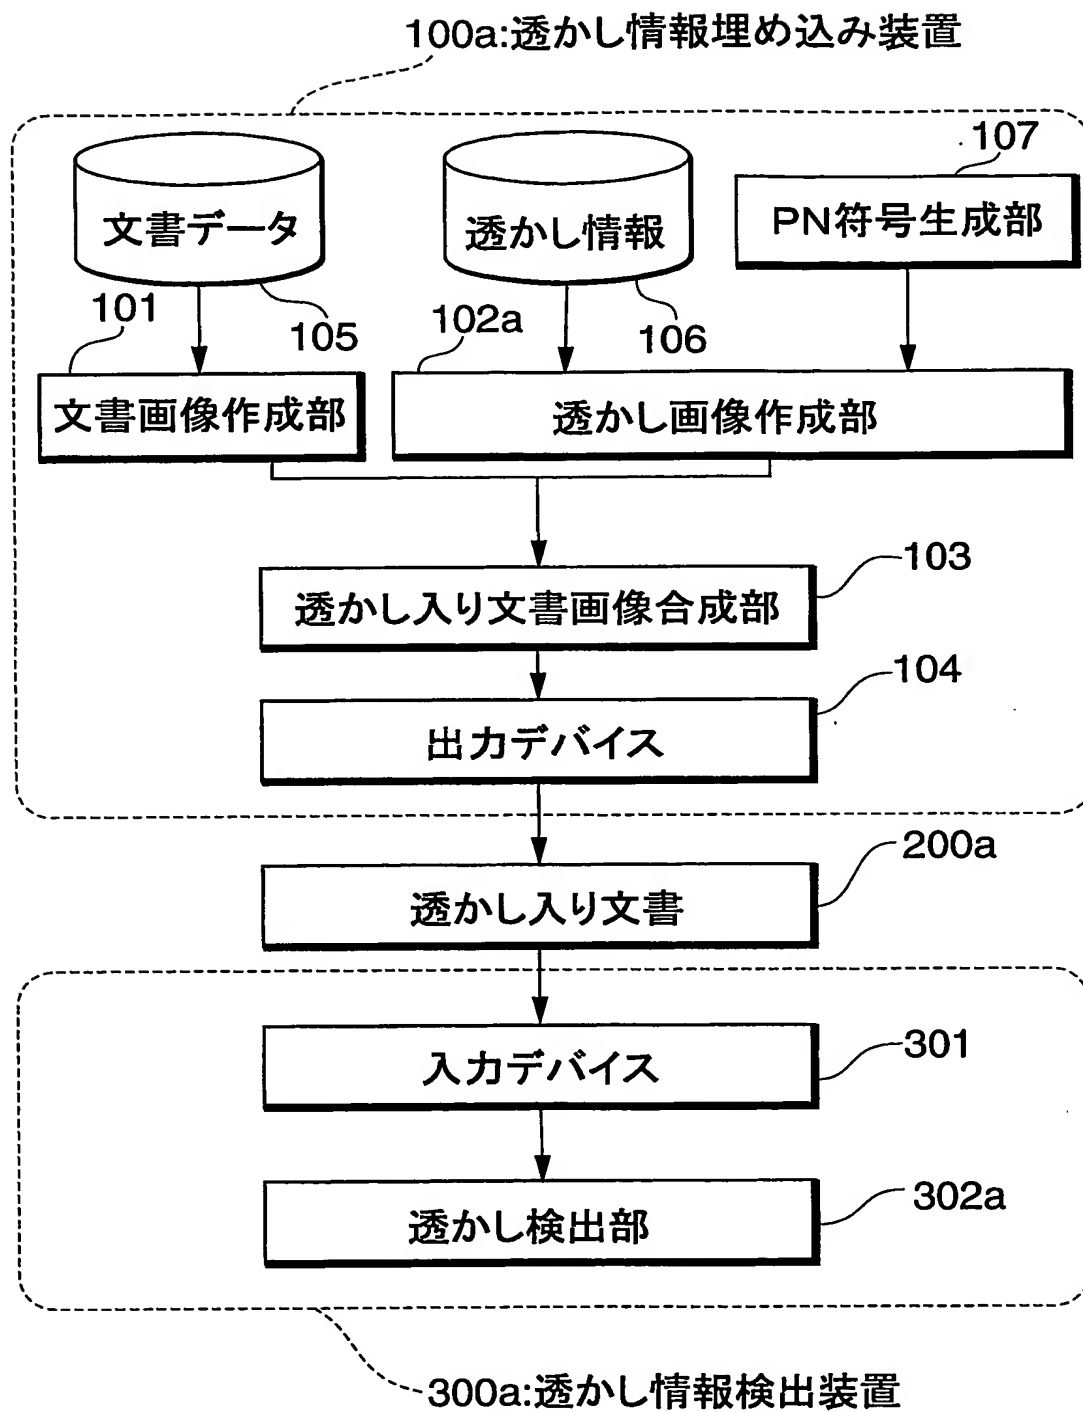 100a:透かし情報埋め込み装置
107
文書データ
透かし情報
PN符号生成部
101
105
102a
106
文書画像作成部
透かし画像作成部
103
透かし入り文書画像合成部
104
出力デバイス
200a
透かし入り文書
301
入力デバイス
302a
透かし検出部
300a:透かし情報検出装置